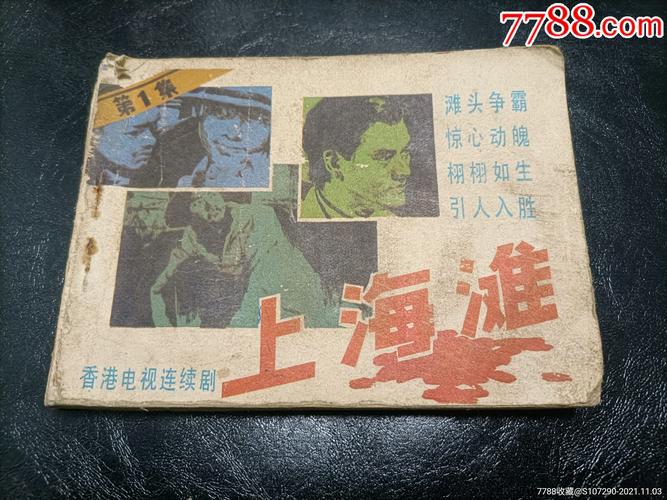 7788.com
第1集
滩头争霸
惊心动魄
栩栩如生
引人入胜
上海滩
香港电视连续剧
7788收藏@S107290-2021.11.03